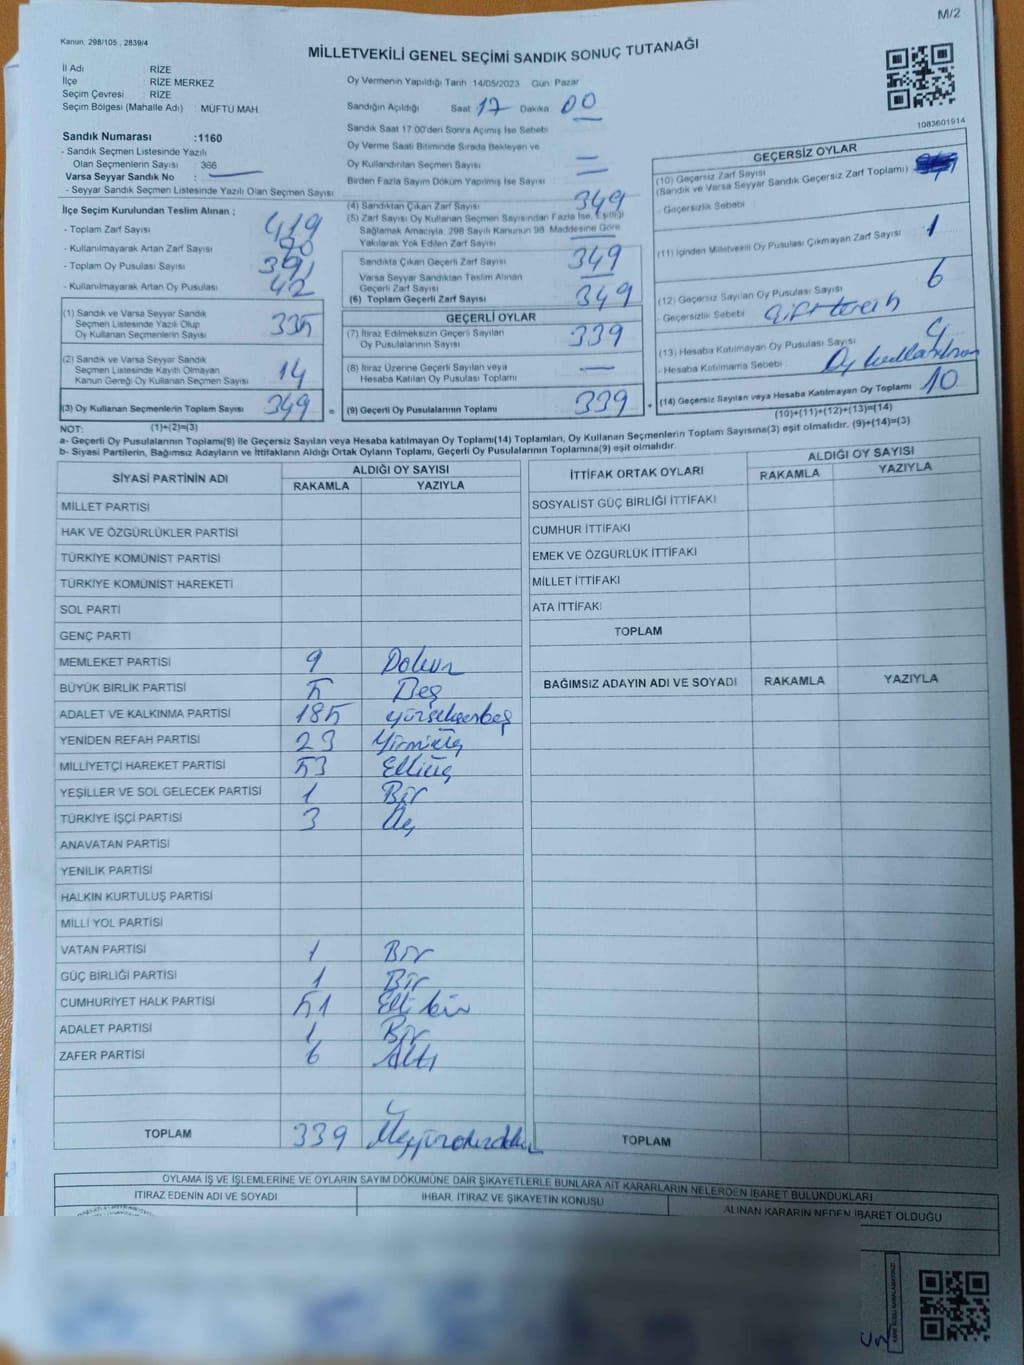 M/2
Kanun: 298/105 , 2839/4
MİLLETVEKİLİ GENEL SEÇİMİ SANDIK SONUÇ TUTANAĞI
İl Adı : RİZE
İlçe : RİZE MERKEZ
Seçim Çevresi : RİZE
Seçim Bölgesi (Mahalle Adı) : MÜFTÜ MAH.
Sandık Numarası :1160
- Sandık Seçmen Listesinde Yazılı
Olan Seçmenlerin Sayısı : 366
Varsa Seyyar Sandık No :
- Seyyar Sandık Seçmen Listesinde Yazılı Olan Seçmen Sayısı
Oy Vermenin Yapıldığı Tarih :14/05/2023 Gün: Pazar
Sandığın Açıldığı Saat 17 Dakika 00
Sandık Saat 17:00'den Sonra Açılmış İse Sebebi
Oy Verme Saati Bitiminde Sırada Bekleyen ve
Oy Kullandırılan Seçmen Sayısı —
Birden Fazla Sayım Döküm Yapılmış İse Sayısı —
1083601914
İlçe Seçim Kurulundan Teslim Alınan ;
- Toplam Zarf Sayısı 419
- Kullanılmayarak Artan Zarf Sayısı 70
- Toplam Oy Pusulası Sayısı 391
- Kullanılmayarak Artan Oy Pusulası 42
(4) Sandıktan Çıkan Zarf Sayısı 349
(5) Zarf Sayısı Oy Kullanan Seçmen Sayısından Fazla İse, Eşitliği
Sağlamak Amacıyla, 298 Sayılı Kanunun 98. Maddesine Göre
Yakılarak Yok Edilen Zarf Sayısı
Sandıkta Çıkan Geçerli Zarf Sayısı 349
Varsa Seyyar Sandıktan Teslim Alınan
Geçerli Zarf Sayısı —
(6) Toplam Geçerli Zarf Sayısı 349
GEÇERSİZ OYLAR
(10) Geçersiz Zarf Sayısı
(Sandık ve Varsa Seyyar Sandık Geçersiz Zarf Toplamı)
- Geçersizlik Sebebi
(11) İçinden Milletvekili Oy Pusulası Çıkmayan Zarf Sayısı 1
(12) Geçersiz Sayılan Oy Pusulası Sayısı 6
- Geçersizlik Sebebi Çift tercih
(13) Hesaba Katılmayan Oy Pusulası Sayısı
- Hesaba Katılmama Sebebi
(14) Geçersiz Sayılan veya Hesaba Katılmayan Oy Toplamı 10
(10)+(11)+(12)+(13)=(14)
(1) Sandık ve Varsa Seyyar Sandık
Seçmen Listesinde Yazılı Olup
Oy Kullanan Seçmenlerin Sayısı 335
(2) Sandık ve Varsa Seyyar Sandık
Seçmen Listesinde Kayıtlı Olmayan
Kanun Gereği Oy Kullanan Seçmen Sayısı 14
(3) Oy Kullanan Seçmenlerin Toplam Sayısı 349 =
GEÇERLİ OYLAR
(7) İtiraz Edilmeksizin Geçerli Sayılan
Oy Pusulalarının Sayısı 339
(8) İtiraz Üzerine Geçerli Sayılan veya
Hesaba Katılan Oy Pusulası Toplamı —
(9) Geçerli Oy Pusulalarının Toplamı 339 +
NOT: (1)+(2)=(3)
a- Geçerli Oy Pusulalarının Toplamı(9) ile Geçersiz Sayılan veya Hesaba katılmayan Oy Toplamı(14) Toplamları, Oy Kullanan Seçmenlerin Toplam Sayısına(3) eşit olmalıdır. (9)+(14)=(3)
b- Siyasi Partilerin, Bağımsız Adayların ve İttifakların Aldığı Ortak Oyların Toplamı, Geçerli Oy Pusulalarının Toplamına(9) eşit olmalıdır.
SİYASİ PARTİNİN ADI ALDIĞI OY SAYISI
RAKAMLA YAZIYLA
MİLLET PARTİSİ
HAK VE ÖZGÜRLÜKLER PARTİSİ
TÜRKİYE KOMÜNİST PARTİSİ
TÜRKİYE KOMÜNİST HAREKETİ
SOL PARTİ
GENÇ PARTİ
MEMLEKET PARTİSİ 9 Dokuz
BÜYÜK BİRLİK PARTİSİ 5 Beş
ADALET VE KALKINMA PARTİSİ 185 yüzseksenbeş
YENİDEN REFAH PARTİSİ 23 Yirmiüç
MİLLİYETÇİ HAREKET PARTİSİ 53 Elliüç
YEŞİLLER VE SOL GELECEK PARTİSİ 1 Bir
TÜRKİYE İŞÇİ PARTİSİ 3 Üç
ANAVATAN PARTİSİ
YENİLİK PARTİSİ
HALKIN KURTULUŞ PARTİSİ
MİLLİ YOL PARTİSİ
VATAN PARTİSİ 1 Bir
GÜÇ BİRLİĞİ PARTİSİ 1 Bir
CUMHURİYET HALK PARTİSİ 51 Elli bir
ADALET PARTİSİ 1 Bir
ZAFER PARTİSİ 6 Altı
TOPLAM 339 Üçyüzotuzdokuz
İTTİFAK ORTAK OYLARI ALDIĞI OY SAYISI
RAKAMLA YAZIYLA
SOSYALİST GÜÇ BİRLİĞİ İTTİFAKI
CUMHUR İTTİFAKI
EMEK VE ÖZGÜRLÜK İTTİFAKI
MİLLET İTTİFAKI
ATA İTTİFAKI
TOPLAM
BAĞIMSIZ ADAYIN ADI VE SOYADI RAKAMLA YAZIYLA
TOPLAM
OYLAMA İŞ VE İŞLEMLERİNE VE OYLARIN SAYIM DÖKÜMÜNE DAİR ŞİKAYETLERLE BUNLARA AİT KARARLARIN NELERDEN İBARET BULUNDUKLARI
İTİRAZ EDENİN ADI VE SOYADI İHBAR, İTİRAZ VE ŞİKAYETİN KONUSU ALINAN KARARIN NEDEN İBARET OLDUĞU